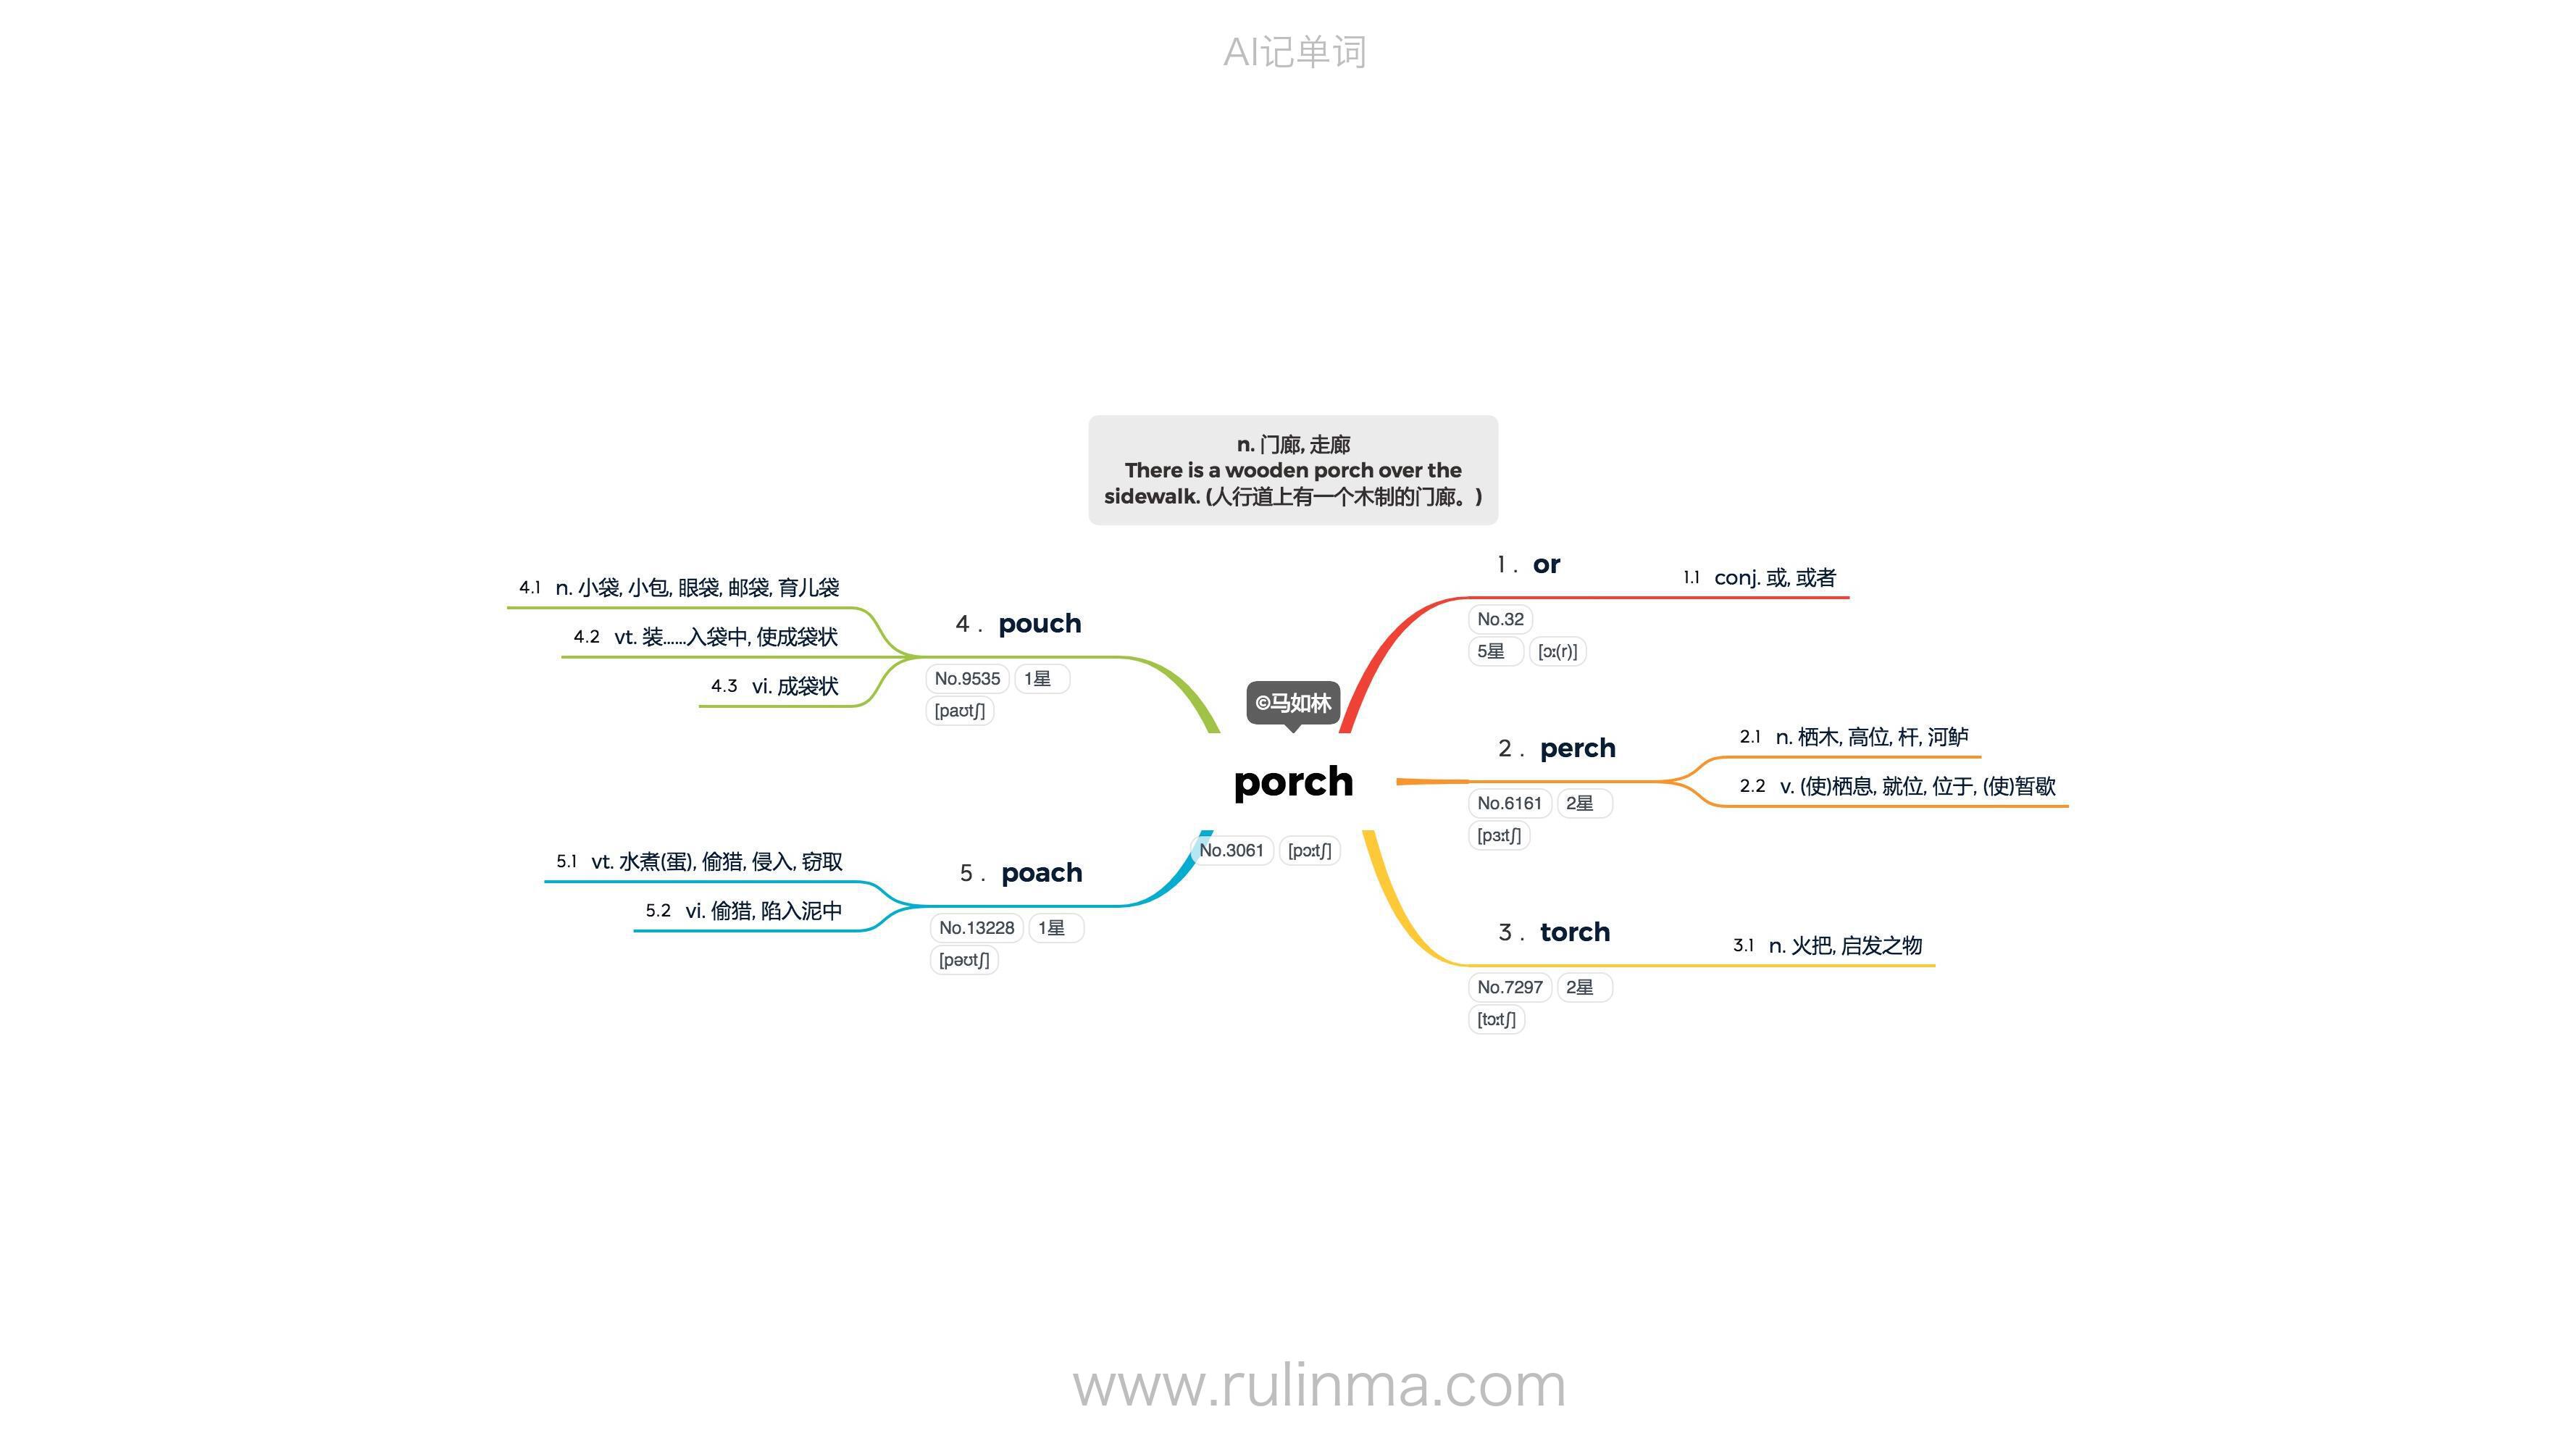 AI记单词
n. 门廊, 走廊
There is a wooden porch over the
sidewalk. (人行道上有一个木制的门廊。)
©马如林
porch
No.3061 [pɔːtʃ]
1. or
No.32
5星 [ɔː(r)]
1.1 conj. 或, 或者
2. perch
No.6161 2星
[pɜːtʃ]
2.1 n. 栖木, 高位, 杆, 河鲈
2.2 v. (使)栖息, 就位, 位于, (使)暂歇
3. torch
No.7297 2星
[tɔːtʃ]
3.1 n. 火把, 启发之物
4. pouch
No.9535 1星
[paʊtʃ]
4.1 n. 小袋, 小包, 眼袋, 邮袋, 育儿袋
4.2 vt. 装......入袋中, 使成袋状
4.3 vi. 成袋状
5. poach
No.13228 1星
[pəʊtʃ]
5.1 vt. 水煮(蛋), 偷猎, 侵入, 窃取
5.2 vi. 偷猎, 陷入泥中
www.rulinma.com